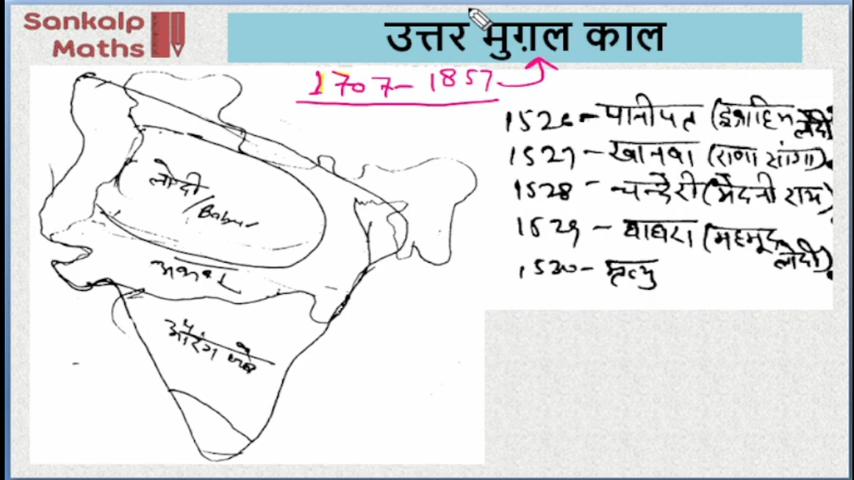 Sankalp
Maths
उत्तर मुग़ल काल
1707-1857
1526-पानीपत (इब्राहिम लोदी)
1527-खानवा (राणा सांगा)
1528-चन्देरी (मेदनी राय)
1529-घाघरा (महमूद लोदी)
1530-मृत्यु
लोदी
/Babur
अकबर
औरंगजेब